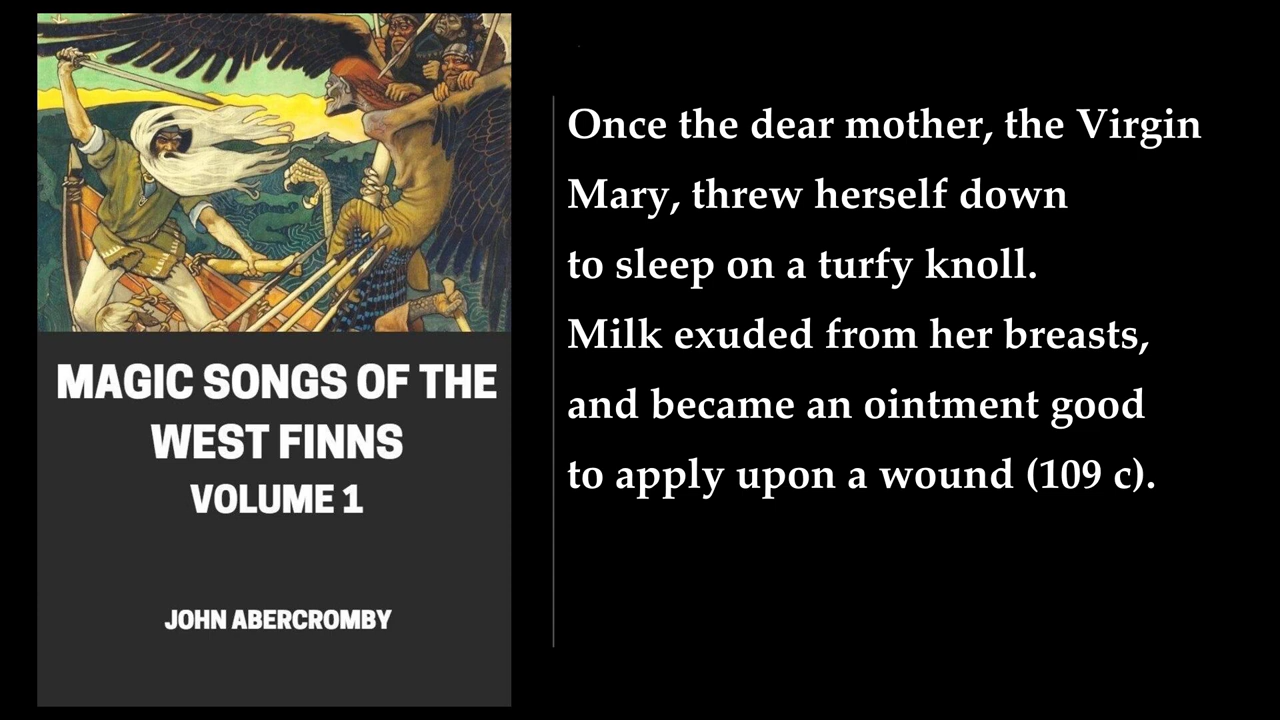 MAGIC SONGS OF THE
WEST FINNS
VOLUME 1
JOHN ABERCROMBY
Once the dear mother, the Virgin
Mary, threw herself down
to sleep on a turfy knoll.
Milk exuded from her breasts,
and became an ointment good
to apply upon a wound (109 c).